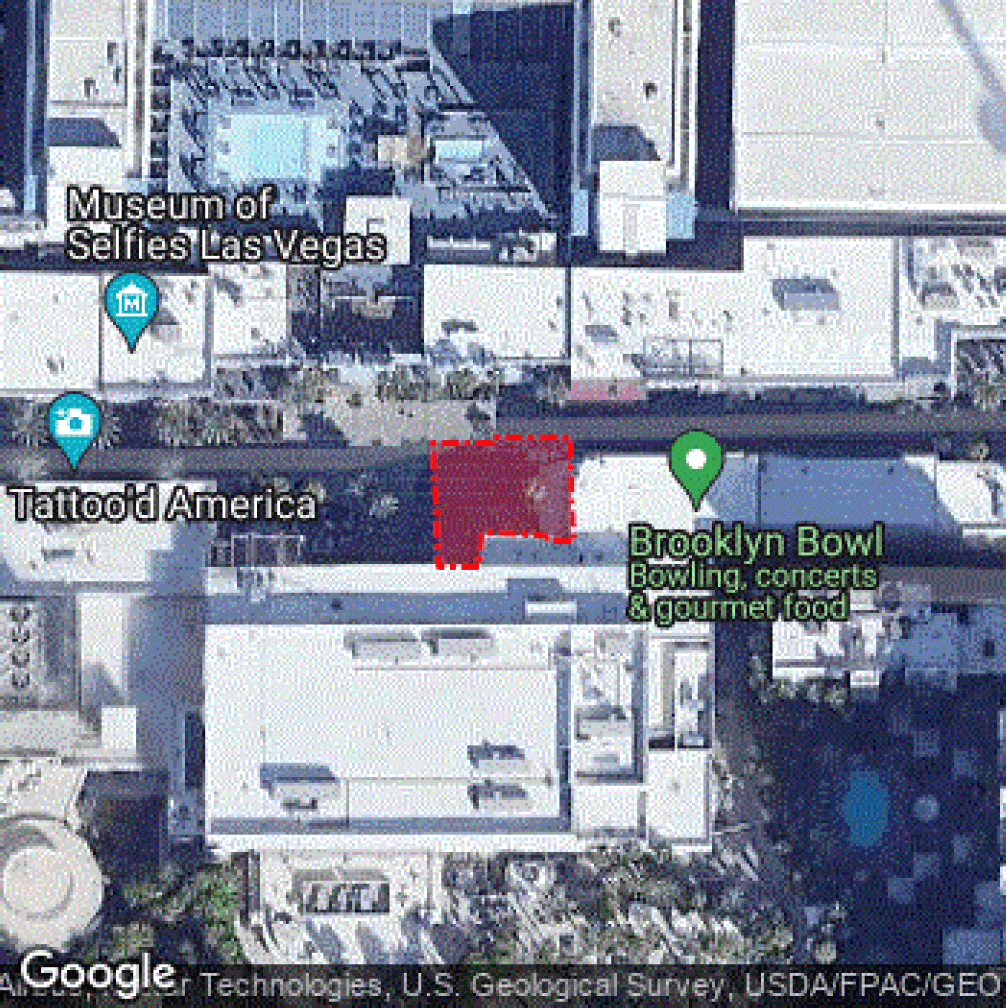 Museum of
Selfies Las Vegas
Tattoo'd America
Brooklyn Bowl
Bowling, concerts
& gourmet food
Google
Technologies, U.S. Geological Survey, USDA/FPAC/GEO